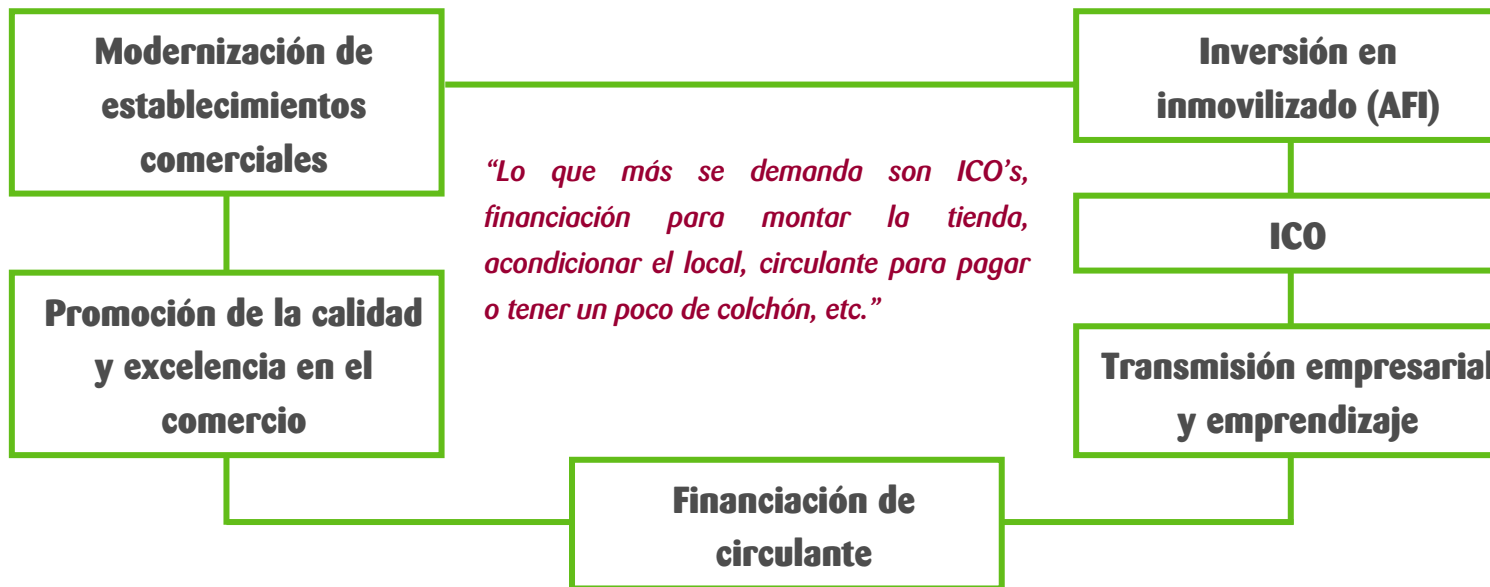 Modernización de
establecimientos
comerciales
Inversión en
inmovilizado (AFI)
“Lo que más se demanda son ICO’s,
financiación para montar la tienda,
acondicionar el local, circulante para pagar
o tener un poco de colchón, etc.”
ICO
Promoción de la calidad
y excelencia en el
comercio
Transmisión empresarial
y emprendizaje
Financiación de
circulante